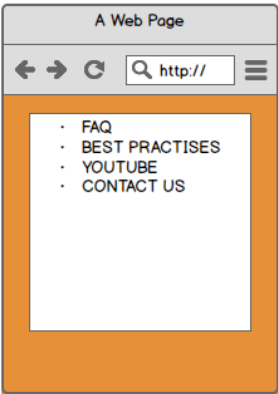 A Web Page
http://
· FAQ
· BEST PRACTISES
· YOUTUBE
· CONTACT US